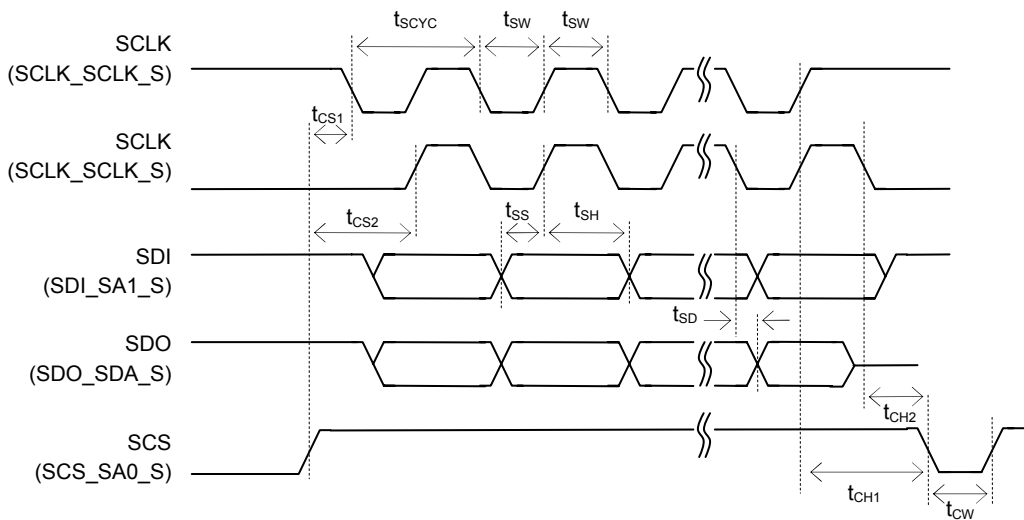 tSCYC tSW tSW
SCLK
(SCLK_SCLK_S)
tCS1
SCLK
(SCLK_SCLK_S)
tCS2 tSS tSH
SDI
(SDI_SA1_S)
tSD
SDO
(SDO_SDA_S)
tCH2
SCS
(SCS_SA0_S)
tCH1 tCW